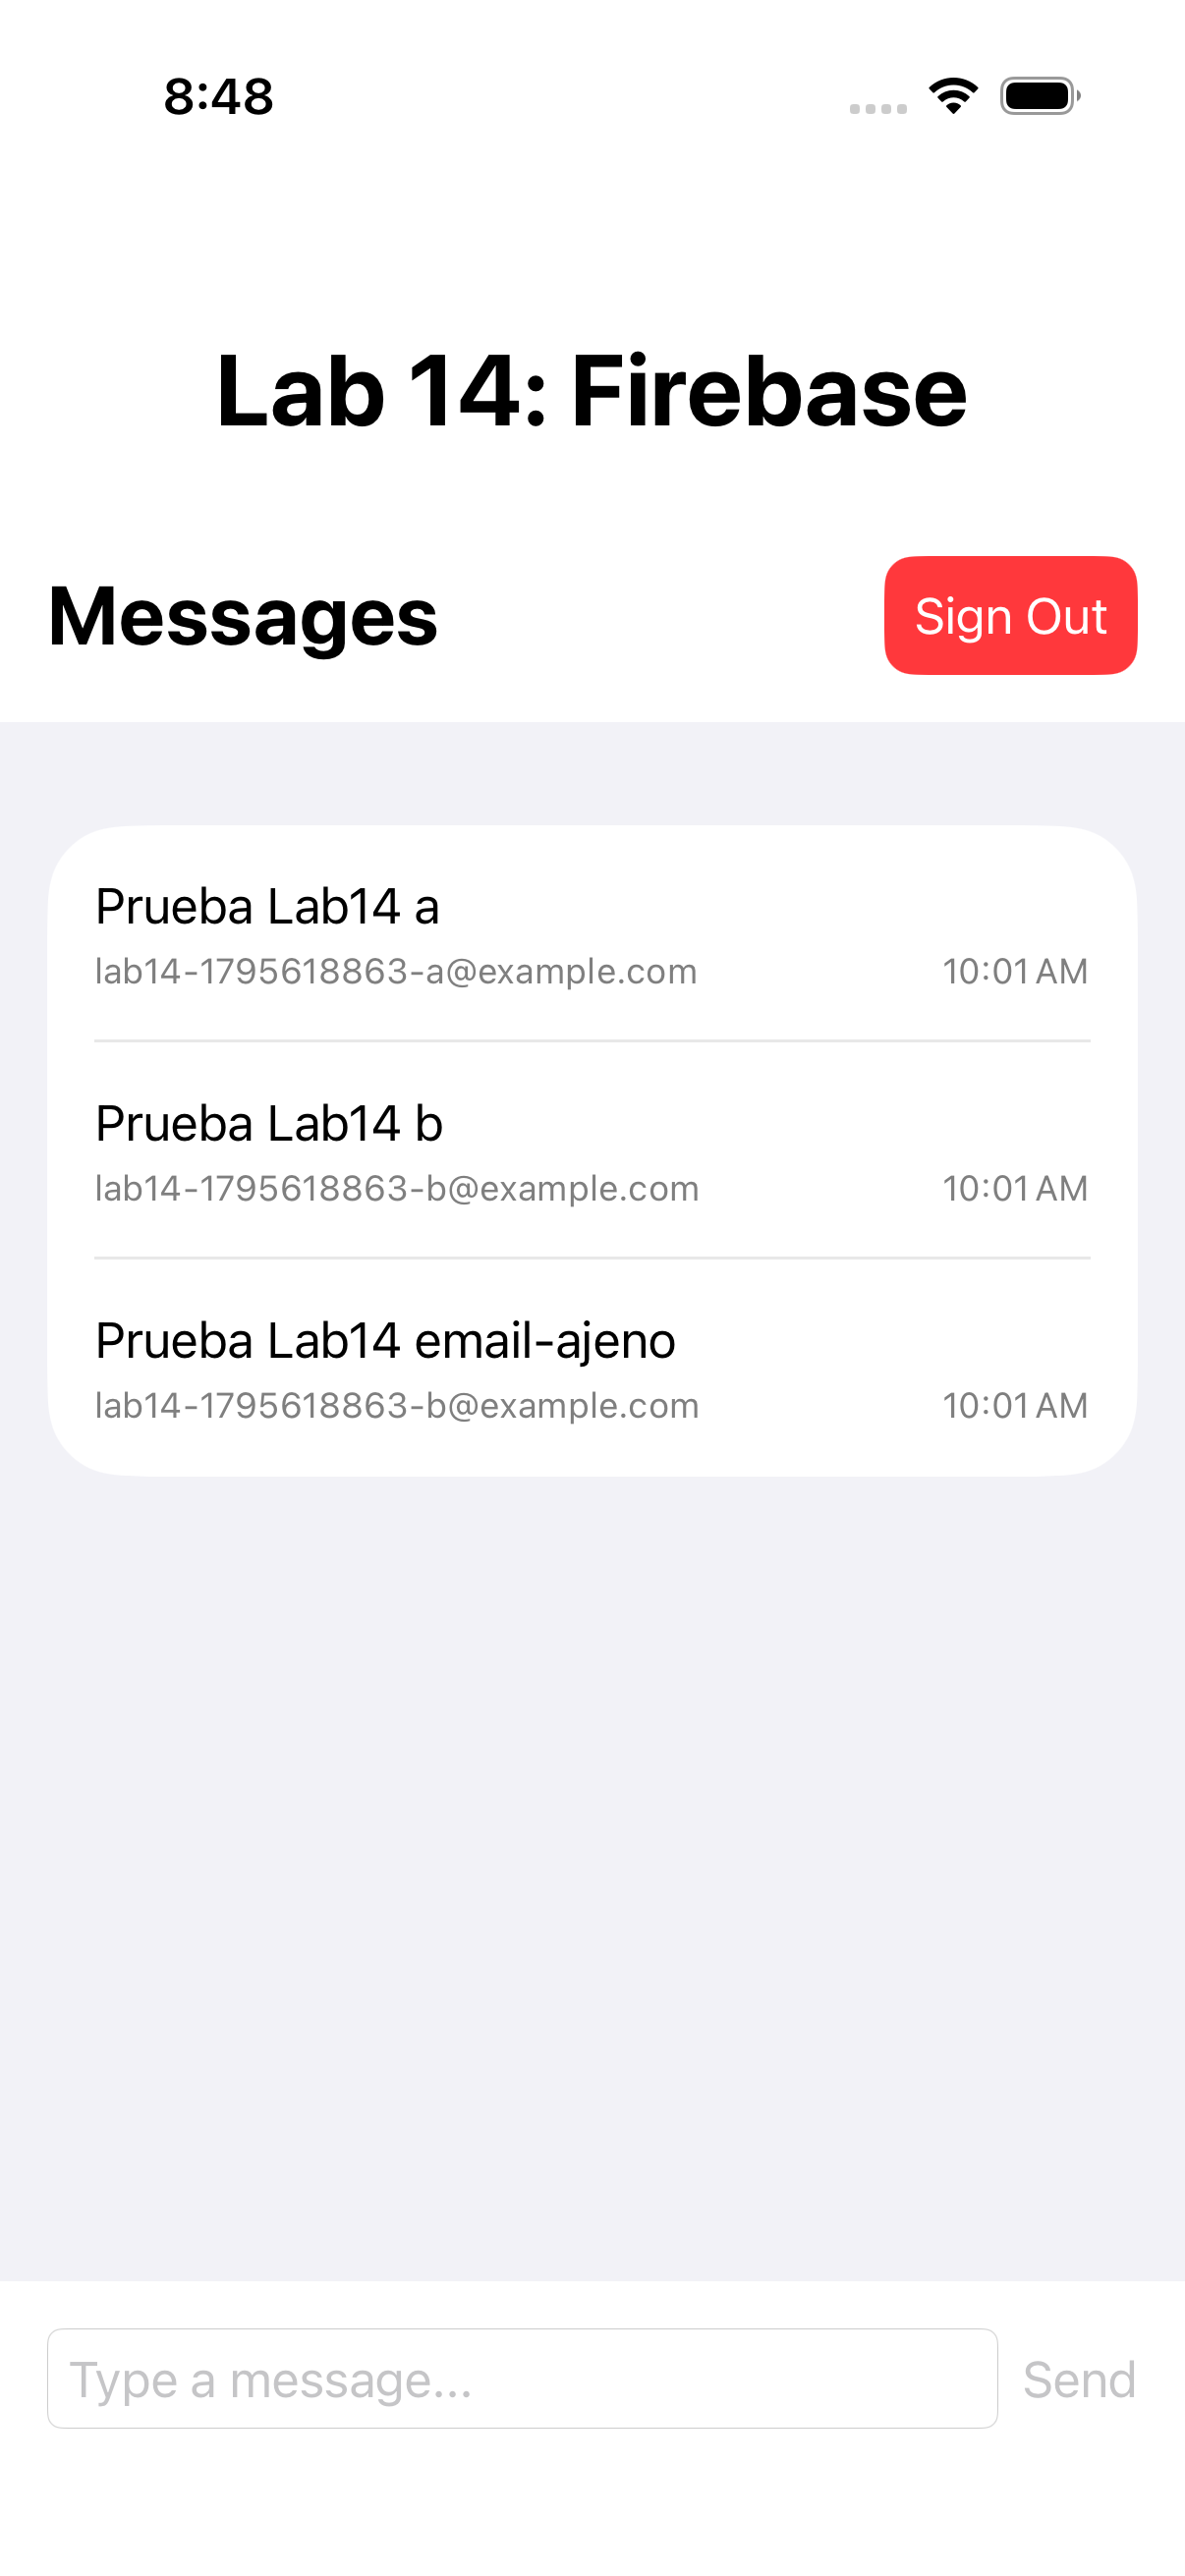 8:48
Lab 14: Firebase
Messages
Sign Out
Prueba Lab14 a
lab14-1795618863-a@example.com 10:01 AM
Prueba Lab14 b
lab14-1795618863-b@example.com 10:01 AM
Prueba Lab14 email-ajeno
lab14-1795618863-b@example.com 10:01 AM
Type a message... Send